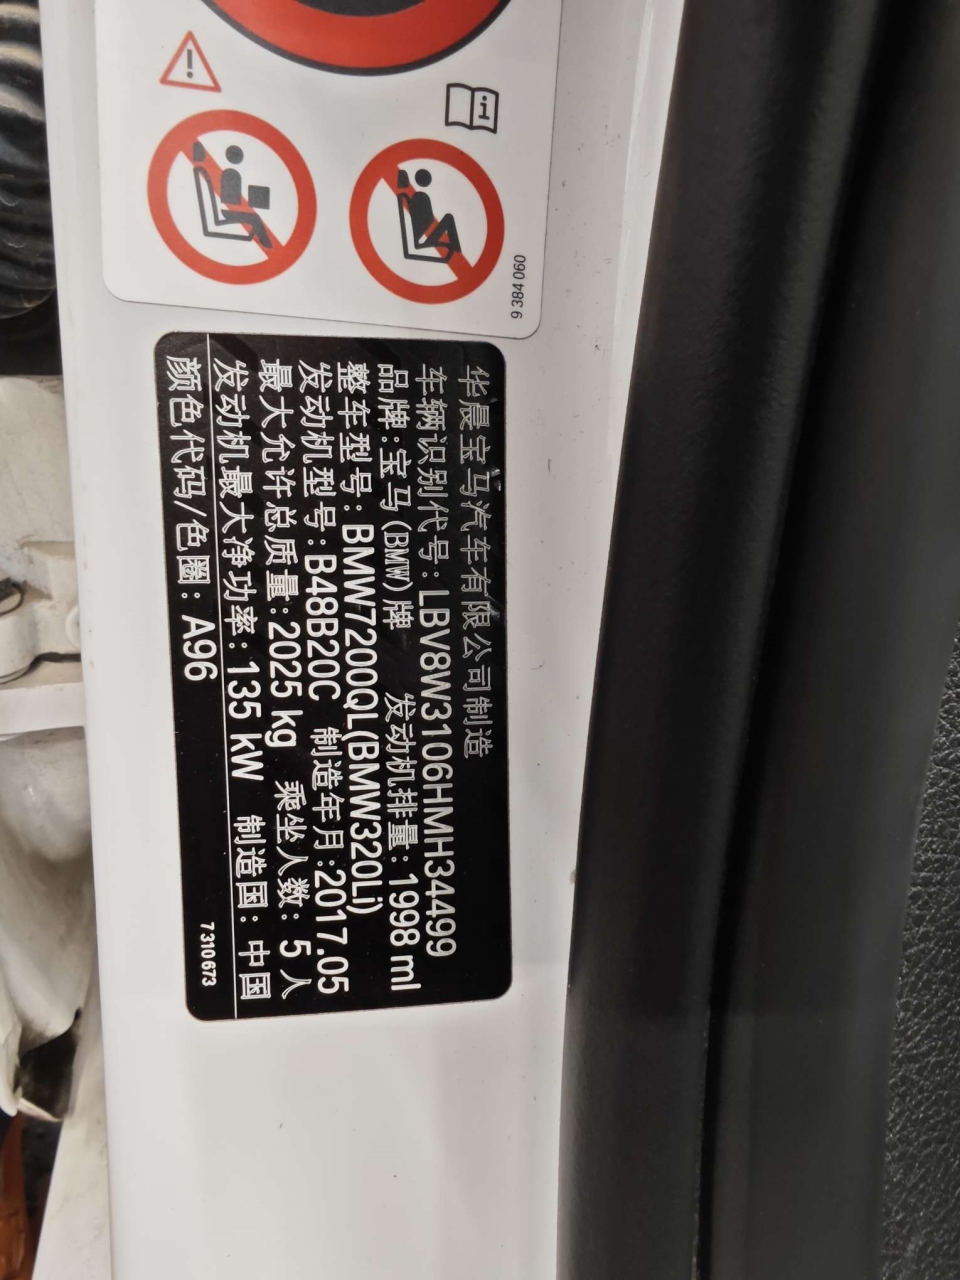 9 384 060
华晨宝马汽车有限公司制造
车辆识别代号:LBV8W3106HMH34499
品牌:宝马(BMW)牌 发动机排量:1998 ml
整车型号:BMW7200QL(BMW320Li)
发动机型号:B48B20C 制造年月:2017.05
最大允许总质量:2025 kg 乘坐人数:5 人
发动机最大净功率:135 kW 制造国:中国
颜色代码/色圈:A96
7 310 673